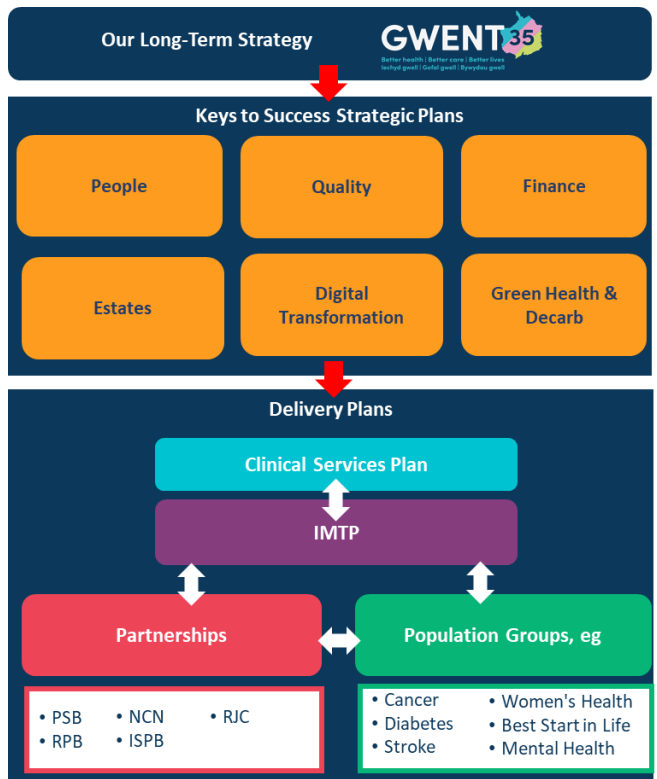 Our Long-Term Strategy
GWENT 35
Better health | Better care | Better lives
Iechyd gwell | Gofal gwell | Bywydau gwell
Keys to Success Strategic Plans
People
Quality
Finance
Estates
Digital
Transformation
Green Health &
Decarb
Delivery Plans
Clinical Services Plan
IMTP
Partnerships
Population Groups, eg
• PSB
• RPB
• NCN
• ISPB
• RJC
• Cancer
• Diabetes
• Stroke
• Women's Health
• Best Start in Life
• Mental Health